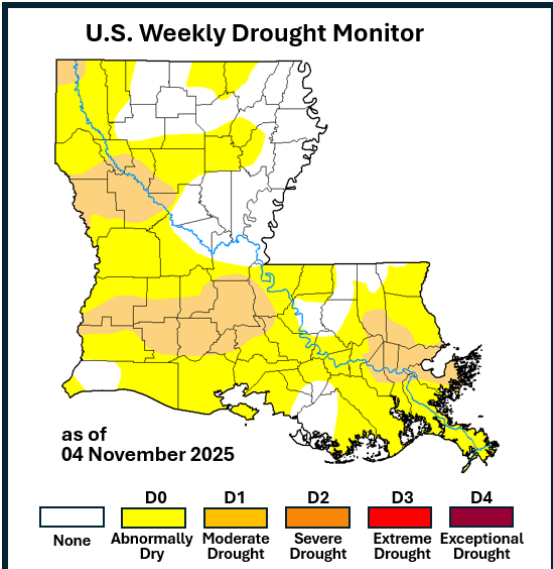 U.S. Weekly Drought Monitor
as of
04 November 2025
D0 D1 D2 D3 D4
None Abnormally Moderate Severe Extreme Exceptional
Dry Drought Drought Drought Drought